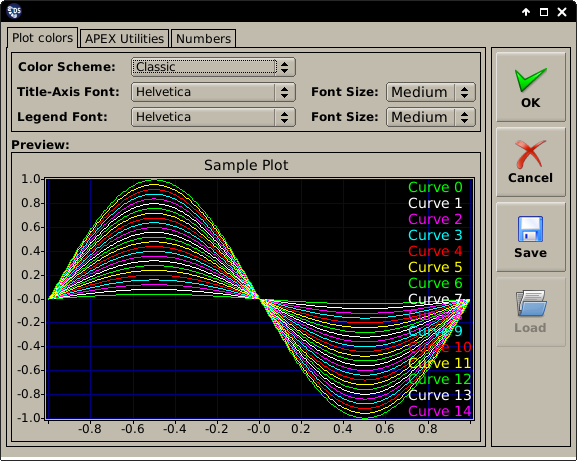 Plot colors APEX Utilities Numbers
Color Scheme: Classic
Title-Axis Font: Helvetica Font Size: Medium
Legend Font: Helvetica Font Size: Medium
Preview:
Sample Plot
1.0
0.8
0.6
0.4
0.2
-0.0
-0.2
-0.4
-0.6
-0.8
-1.0
-0.8 -0.6 -0.4 -0.2 -0.0 0.2 0.4 0.6 0.8
Curve 0
Curve 1
Curve 2
Curve 3
Curve 4
Curve 5
Curve 6
Curve 7
Curve 9
Curve 10
Curve 11
Curve 12
Curve 13
Curve 14
OK
Cancel
Save
Load